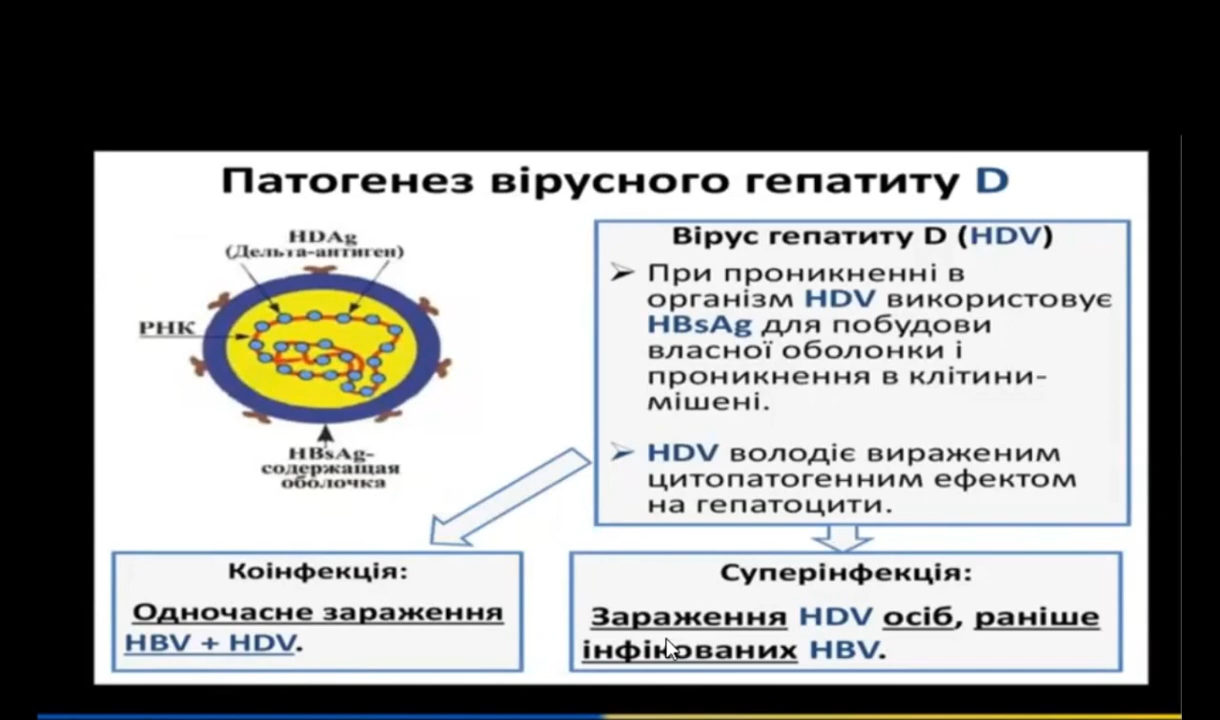 Патогенез вірусного гепатиту D
HDAg
(Дельта-антиген)
РНК
HBsAg-
содержащая
оболочка
Вірус гепатиту D (HDV)
➢ При проникненні в
організм HDV використовує
HBsAg для побудови
власної оболонки і
проникнення в клітини-
мішені.
➢ HDV володіє вираженим
цитопатогенним ефектом
на гепатоцити.
Коінфекція:
Одночасне зараження
HBV + HDV.
Суперінфекція:
Зараження HDV осіб, раніше
інфікованих HBV.